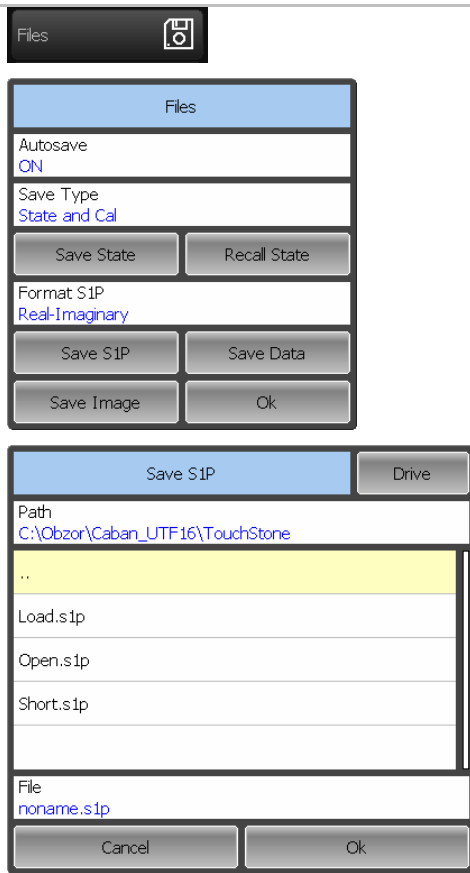 Files
Files
Autosave
ON
Save Type
State and Cal
Save State Recall State
Format S1P
Real-Imaginary
Save S1P Save Data
Save Image Ok
Save S1P Drive
Path
C:\Obzor\Caban_UTF16\TouchStone
..
Load.s1p
Open.s1p
Short.s1p
File
noname.s1p
Cancel Ok